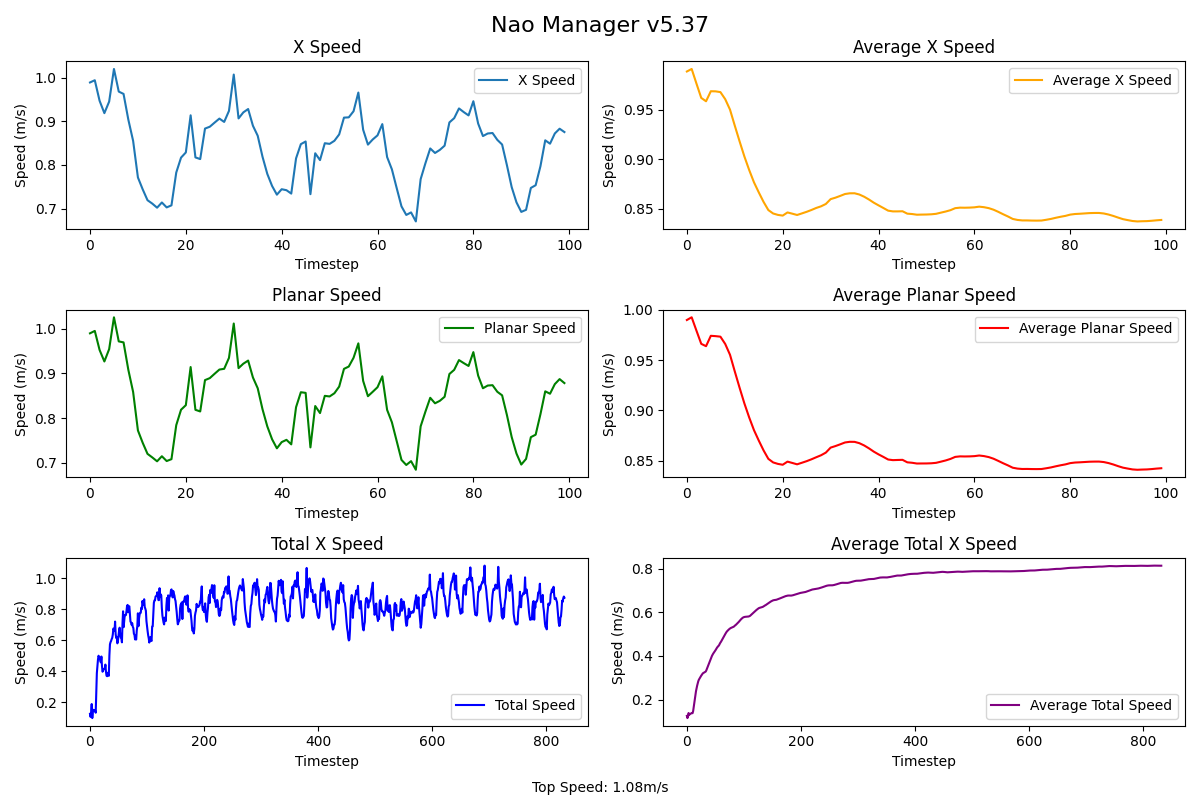 Nao Manager v5.37
X Speed
Speed (m/s)
1.0
0.9
0.8
0.7
X Speed
0 20 40 60 80 100
Timestep
Average X Speed
Speed (m/s)
0.95
0.90
0.85
Average X Speed
0 20 40 60 80 100
Timestep
Planar Speed
Speed (m/s)
1.0
0.9
0.8
0.7
Planar Speed
0 20 40 60 80 100
Timestep
Average Planar Speed
Speed (m/s)
1.00
0.95
0.90
0.85
Average Planar Speed
0 20 40 60 80 100
Timestep
Total X Speed
Speed (m/s)
1.0
0.8
0.6
0.4
0.2
Total Speed
0 200 400 600 800
Timestep
Average Total X Speed
Speed (m/s)
0.8
0.6
0.4
0.2
Average Total Speed
0 200 400 600 800
Timestep
Top Speed: 1.08m/s